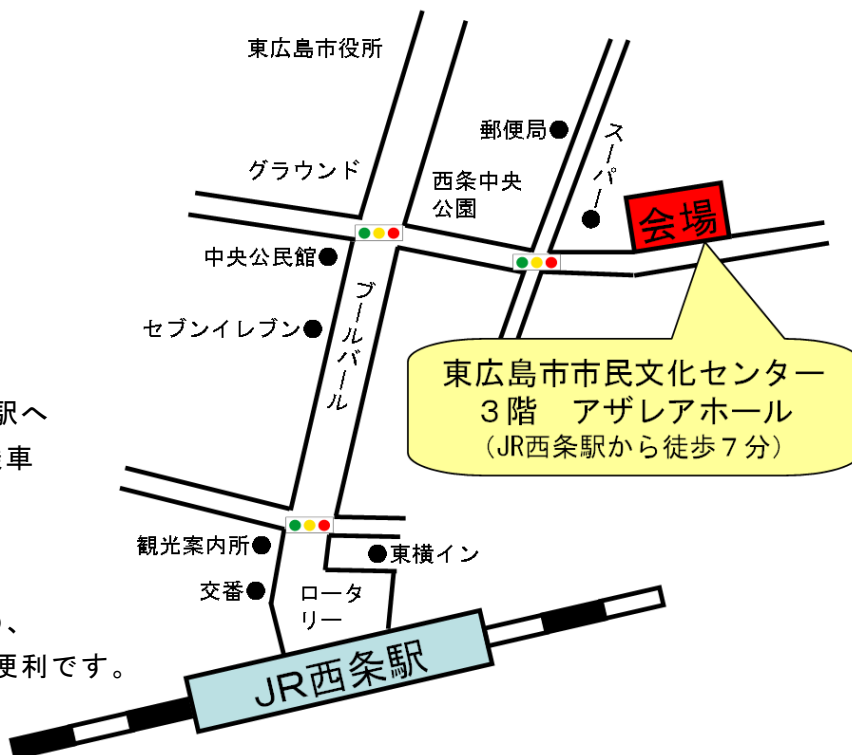 東広島市役所
郵便局
スーパー
グラウンド
西条中央
公園
会場
中央公民館
ブールバール
セブンイレブン
東広島市市民文化センター
３階　アザレアホール
（JR西条駅から徒歩７分）
駅へ
車
観光案内所
東横イン
交番
ロータ
リー
、
便利です。
JR西条駅